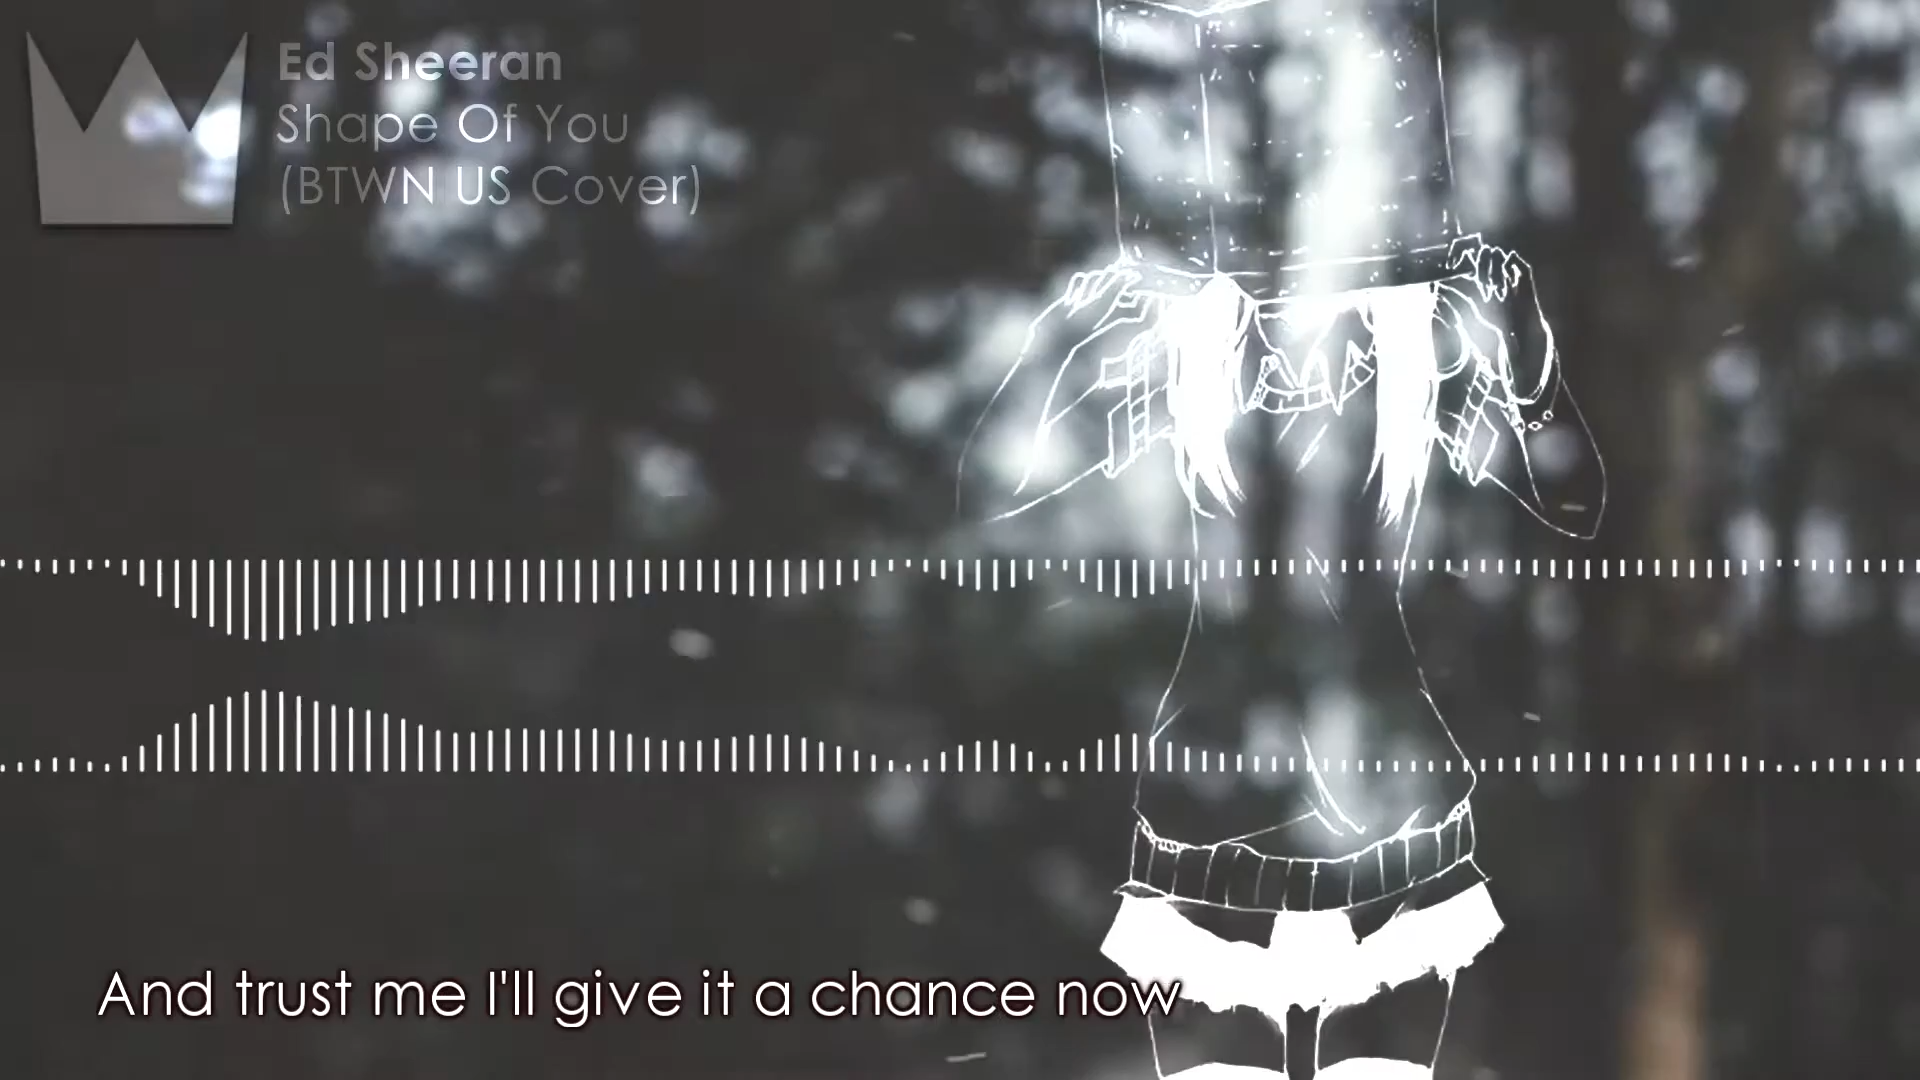 Ed Sheeran
Shape Of You
(BTWN US Cover)
And trust me I'll give it a chance now